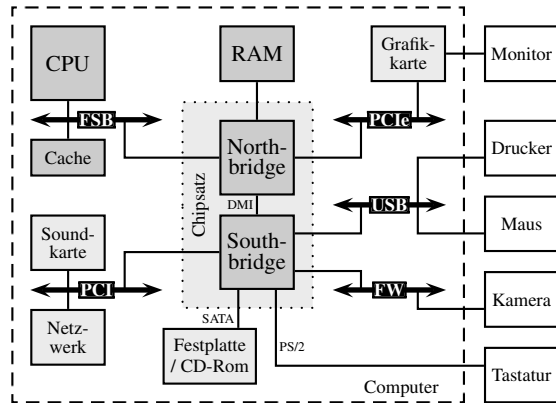 CPU
RAM
Grafik-
karte
Monitor
FSB
PCIe
Cache
North-
bridge
Drucker
Chipsatz
DMI
USB
Sound-
karte
South-
bridge
Maus
PCI
FW
Kamera
Netz-
werk
SATA
Festplatte
/ CD-Rom
PS/2
Computer
Tastatur